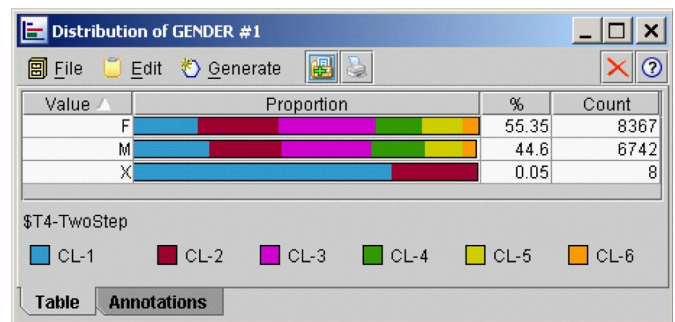 Distribution of GENDER #1
File Edit Generate
Value Proportion % Count
F 55.35 8367
M 44.6 6742
X 0.05 8
$T4-TwoStep
CL-1 CL-2 CL-3 CL-4 CL-5 CL-6
Table Annotations